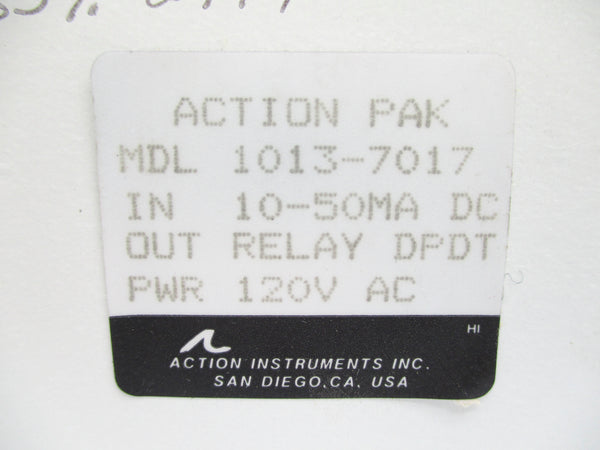 ACTION PAK
MDL 1013-7017
IN 10-50MA DC
OUT RELAY DPDT
PWR 120V AC
HI
ACTION INSTRUMENTS INC.
SAN DIEGO, CA. USA